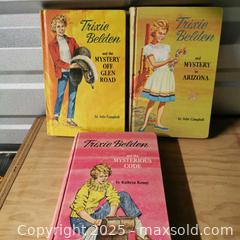 Trixie
Belden
and the
MYSTERY
OFF
GLEN
ROAD
by Julie Campbell
Trixie
Belden
and
MYSTERY
in
ARIZONA
by Julie Campbell
Trixie Belden
and the
MYSTERIOUS
CODE
by Kathryn Kenny
Copyright 2025 - maxsold.com